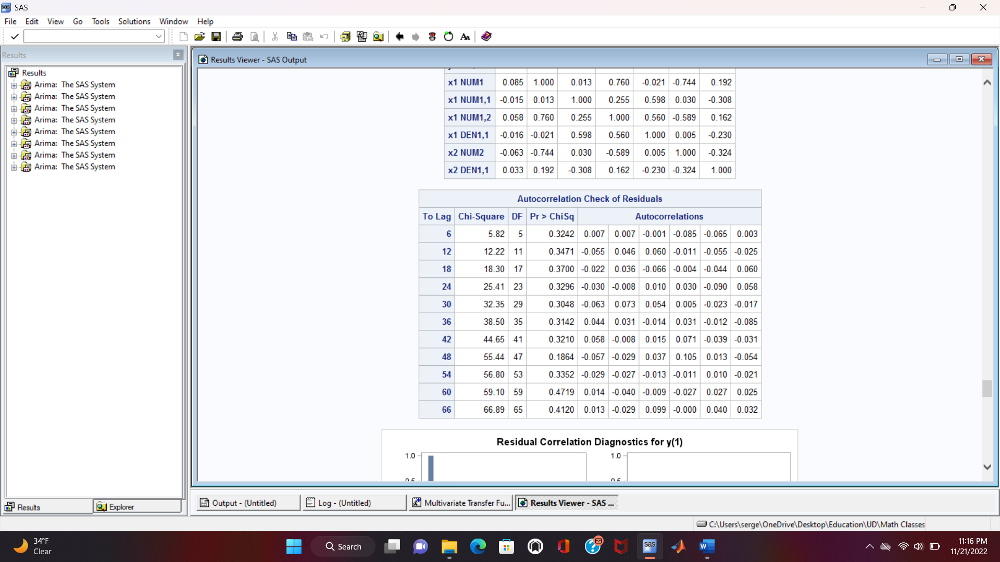 SAS
File Edit View Go Tools Solutions Window Help
Results
Results
Arima: The SAS System
Arima: The SAS System
Arima: The SAS System
Arima: The SAS System
Arima: The SAS System
Arima: The SAS System
Arima: The SAS System
Arima: The SAS System
Results Explorer
Results Viewer - SAS Output
x1 NUM1 0.085 1.000 0.013 0.760 -0.021 -0.744 0.192
x1 NUM1,1 -0.015 0.013 1.000 0.255 0.598 0.030 -0.308
x1 NUM1,2 0.058 0.760 0.255 1.000 0.560 -0.589 0.162
x1 DEN1,1 -0.016 -0.021 0.598 0.560 1.000 0.005 -0.230
x2 NUM2 -0.063 -0.744 0.030 -0.589 0.005 1.000 -0.324
x2 DEN1,1 0.033 0.192 -0.308 0.162 -0.230 -0.324 1.000
Autocorrelation Check of Residuals
To Lag Chi-Square DF Pr > ChiSq Autocorrelations
6 5.82 5 0.3242 0.007 0.007 -0.001 -0.085 -0.065 0.003
12 12.22 11 0.3471 -0.055 0.046 0.060 -0.011 -0.055 -0.025
18 18.30 17 0.3700 -0.022 0.036 -0.066 -0.004 -0.044 0.060
24 25.41 23 0.3296 -0.030 -0.008 0.010 0.030 -0.090 0.058
30 32.35 29 0.3048 -0.063 0.073 0.054 0.005 -0.023 -0.017
36 38.50 35 0.3142 0.044 0.031 -0.014 0.031 -0.012 -0.085
42 44.65 41 0.3210 0.058 -0.008 0.015 0.071 -0.039 -0.031
48 55.44 47 0.1864 -0.057 -0.029 0.037 0.105 0.013 -0.054
54 56.80 53 0.3352 -0.029 -0.027 -0.013 -0.011 0.010 -0.021
60 59.10 59 0.4719 0.014 -0.040 -0.009 -0.027 0.027 0.025
66 66.89 65 0.4120 0.013 -0.029 0.099 -0.000 0.040 0.032
Residual Correlation Diagnostics for y(1)
1.0 1.0
Output - (Untitled) Log - (Untitled) Multivariate Transfer Fu... Results Viewer - SAS ...
C:\Users\serge\OneDrive\Desktop\Education\UD\Math Classes
34°F
Clear
Search
sas
11:16 PM
11/21/2022